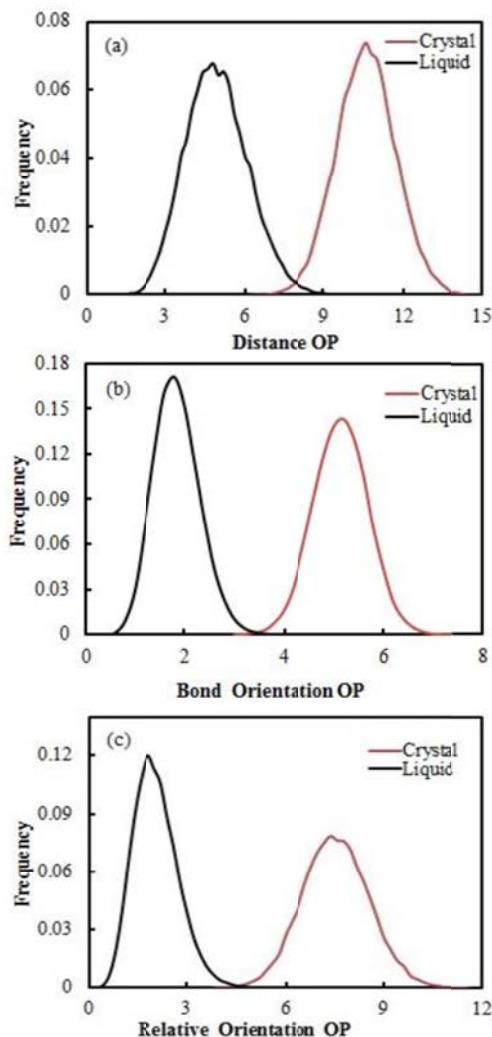 (a)
Crystal
Liquid
0.08
0.06
0.04
0.02
0
Frequency
0 3 6 9 12 15
Distance OP
(b)
Crystal
Liquid
0.18
0.15
0.12
0.09
0.06
0.03
0
Frequency
0 2 4 6 8
Bond Orientation OP
(c)
Crystal
Liquid
0.12
0.09
0.06
0.03
0
Frequency
0 3 6 9 12
Relative Orientation OP